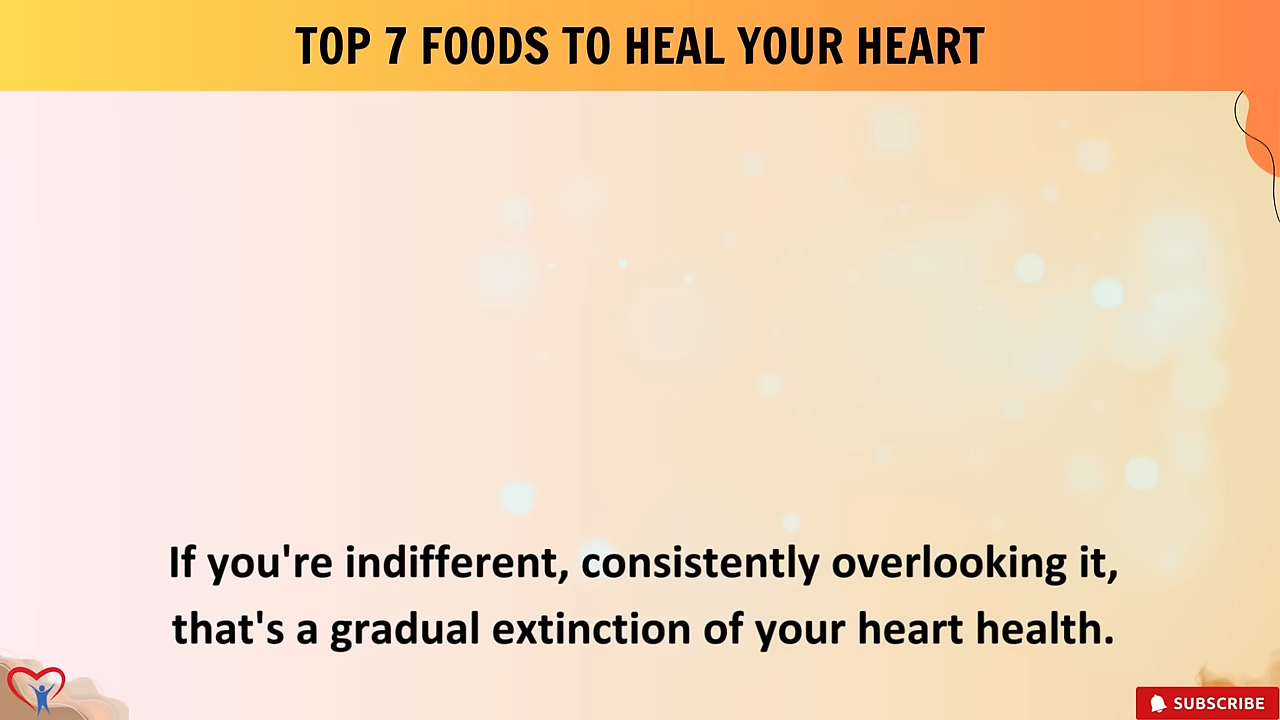 TOP 7 FOODS TO HEAL YOUR HEART
If you're indifferent, consistently overlooking it,
that's a gradual extinction of your heart health.
SUBSCRIBE